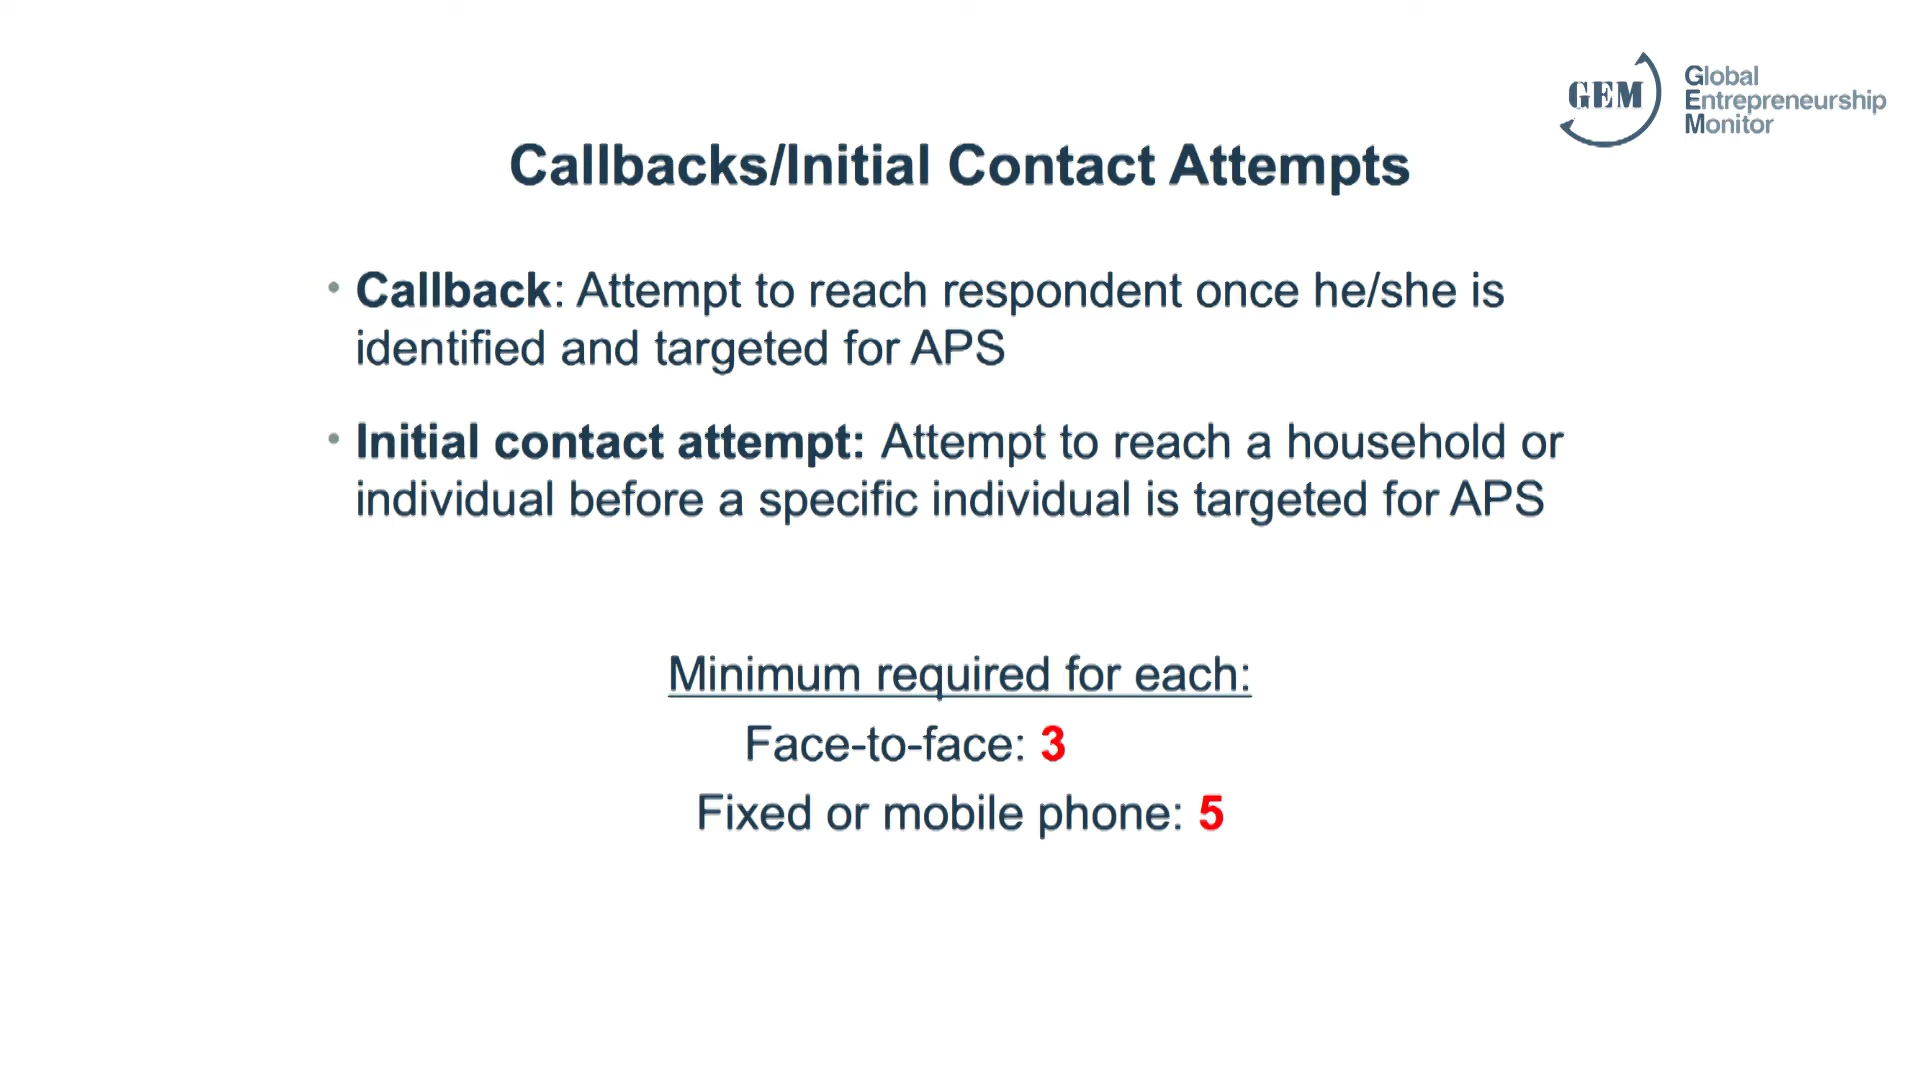 GEM
Global
Entrepreneurship
Monitor
Callbacks/Initial Contact Attempts
• Callback: Attempt to reach respondent once he/she is
identified and targeted for APS
• Initial contact attempt: Attempt to reach a household or
individual before a specific individual is targeted for APS
Minimum required for each:
Face-to-face: 3
Fixed or mobile phone: 5